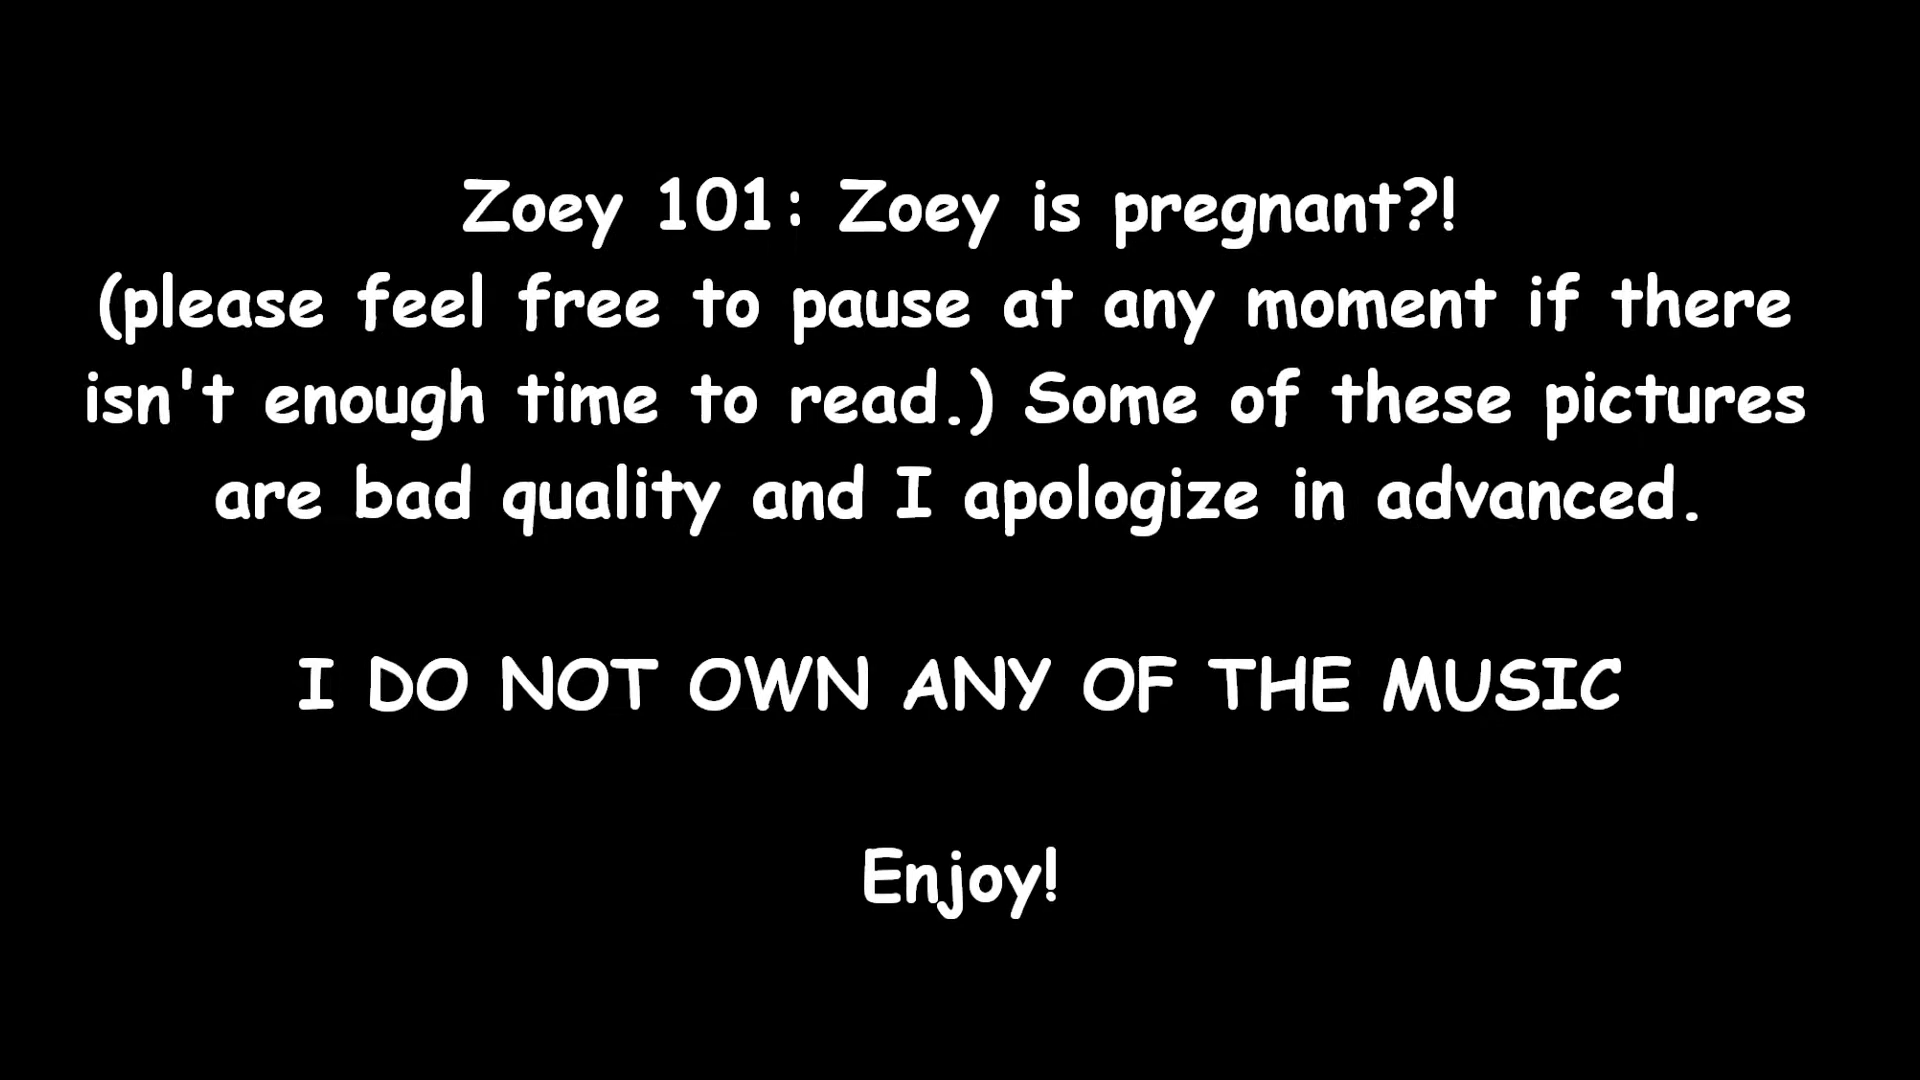 Zoey 101: Zoey is pregnant?!
(please feel free to pause at any moment if there
isn't enough time to read.) Some of these pictures
are bad quality and I apologize in advanced.
I DO NOT OWN ANY OF THE MUSIC
Enjoy!